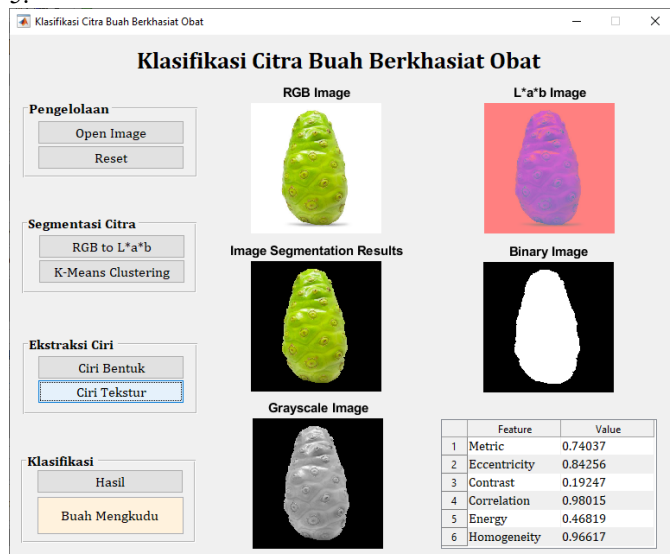 Klasifikasi Citra Buah Berkhasiat Obat
Klasifikasi Citra Buah Berkhasiat Obat
Pengelolaan
Open Image
Reset
Segmentasi Citra
RGB to L*a*b
K-Means Clustering
Ekstraksi Ciri
Ciri Bentuk
Ciri Tekstur
Klasifikasi
Hasil
Buah Mengkudu
RGB Image
L*a*b Image
Image Segmentation Results
Binary Image
Grayscale Image
Feature Value
1 Metric 0.74037
2 Eccentricity 0.84256
3 Contrast 0.19247
4 Correlation 0.98015
5 Energy 0.46819
6 Homogeneity 0.96617